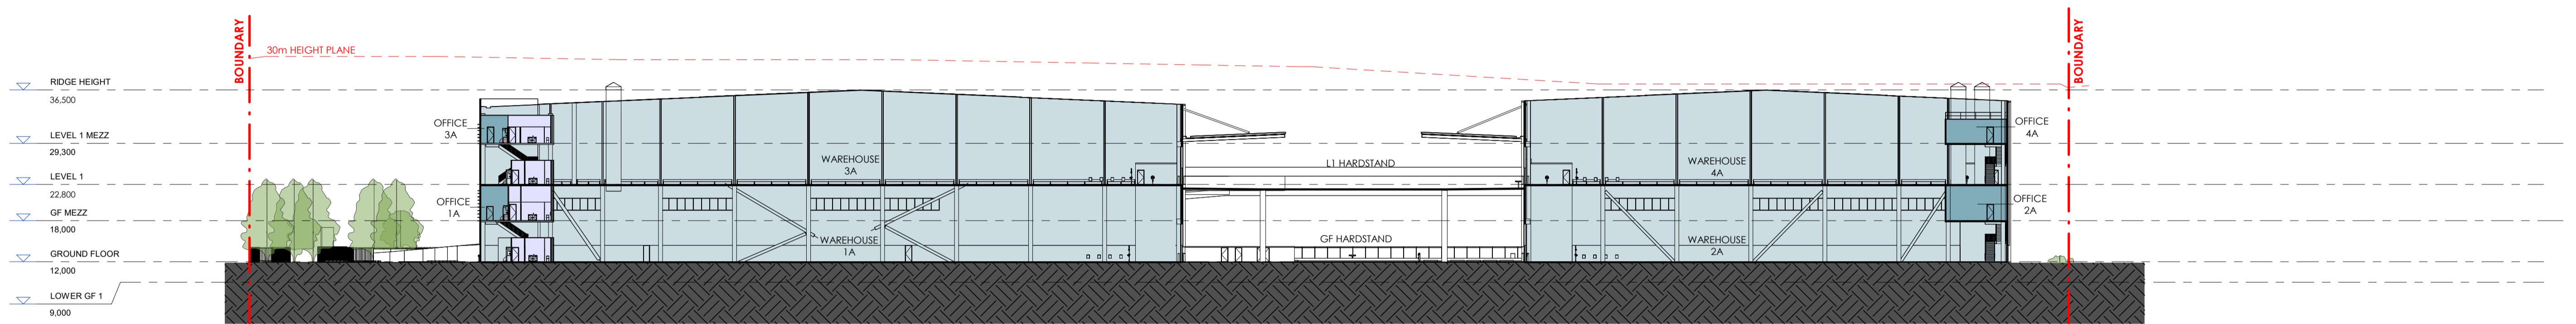 BOUNDARY
30m HEIGHT PLANE
BOUNDARY
RIDGE HEIGHT
36,500
LEVEL 1 MEZZ
29,300
LEVEL 1
22,800
GF MEZZ
18,000
GROUND FLOOR
12,000
LOWER GF 1
9,000
OFFICE
3A
OFFICE
1A
WAREHOUSE
3A
WAREHOUSE
1A
L1 HARDSTAND
GF HARDSTAND
WAREHOUSE
4A
WAREHOUSE
2A
OFFICE
4A
OFFICE
2A